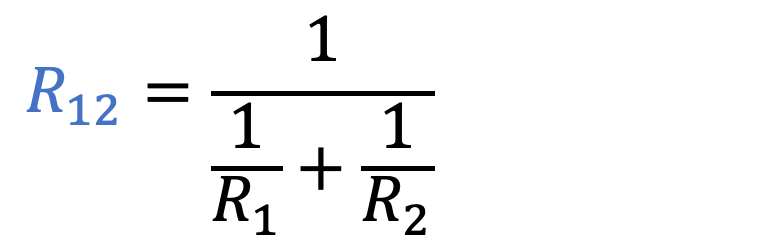 R₁₂ = 1 / (1/R₁ + 1/R₂)